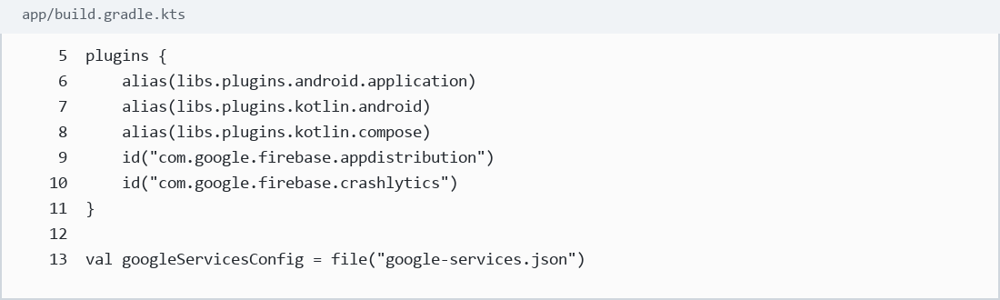 app/build.gradle.kts
5 plugins {
6     alias(libs.plugins.android.application)
7     alias(libs.plugins.kotlin.android)
8     alias(libs.plugins.kotlin.compose)
9     id("com.google.firebase.appdistribution")
10     id("com.google.firebase.crashlytics")
11 }
12
13 val googleServicesConfig = file("google-services.json")